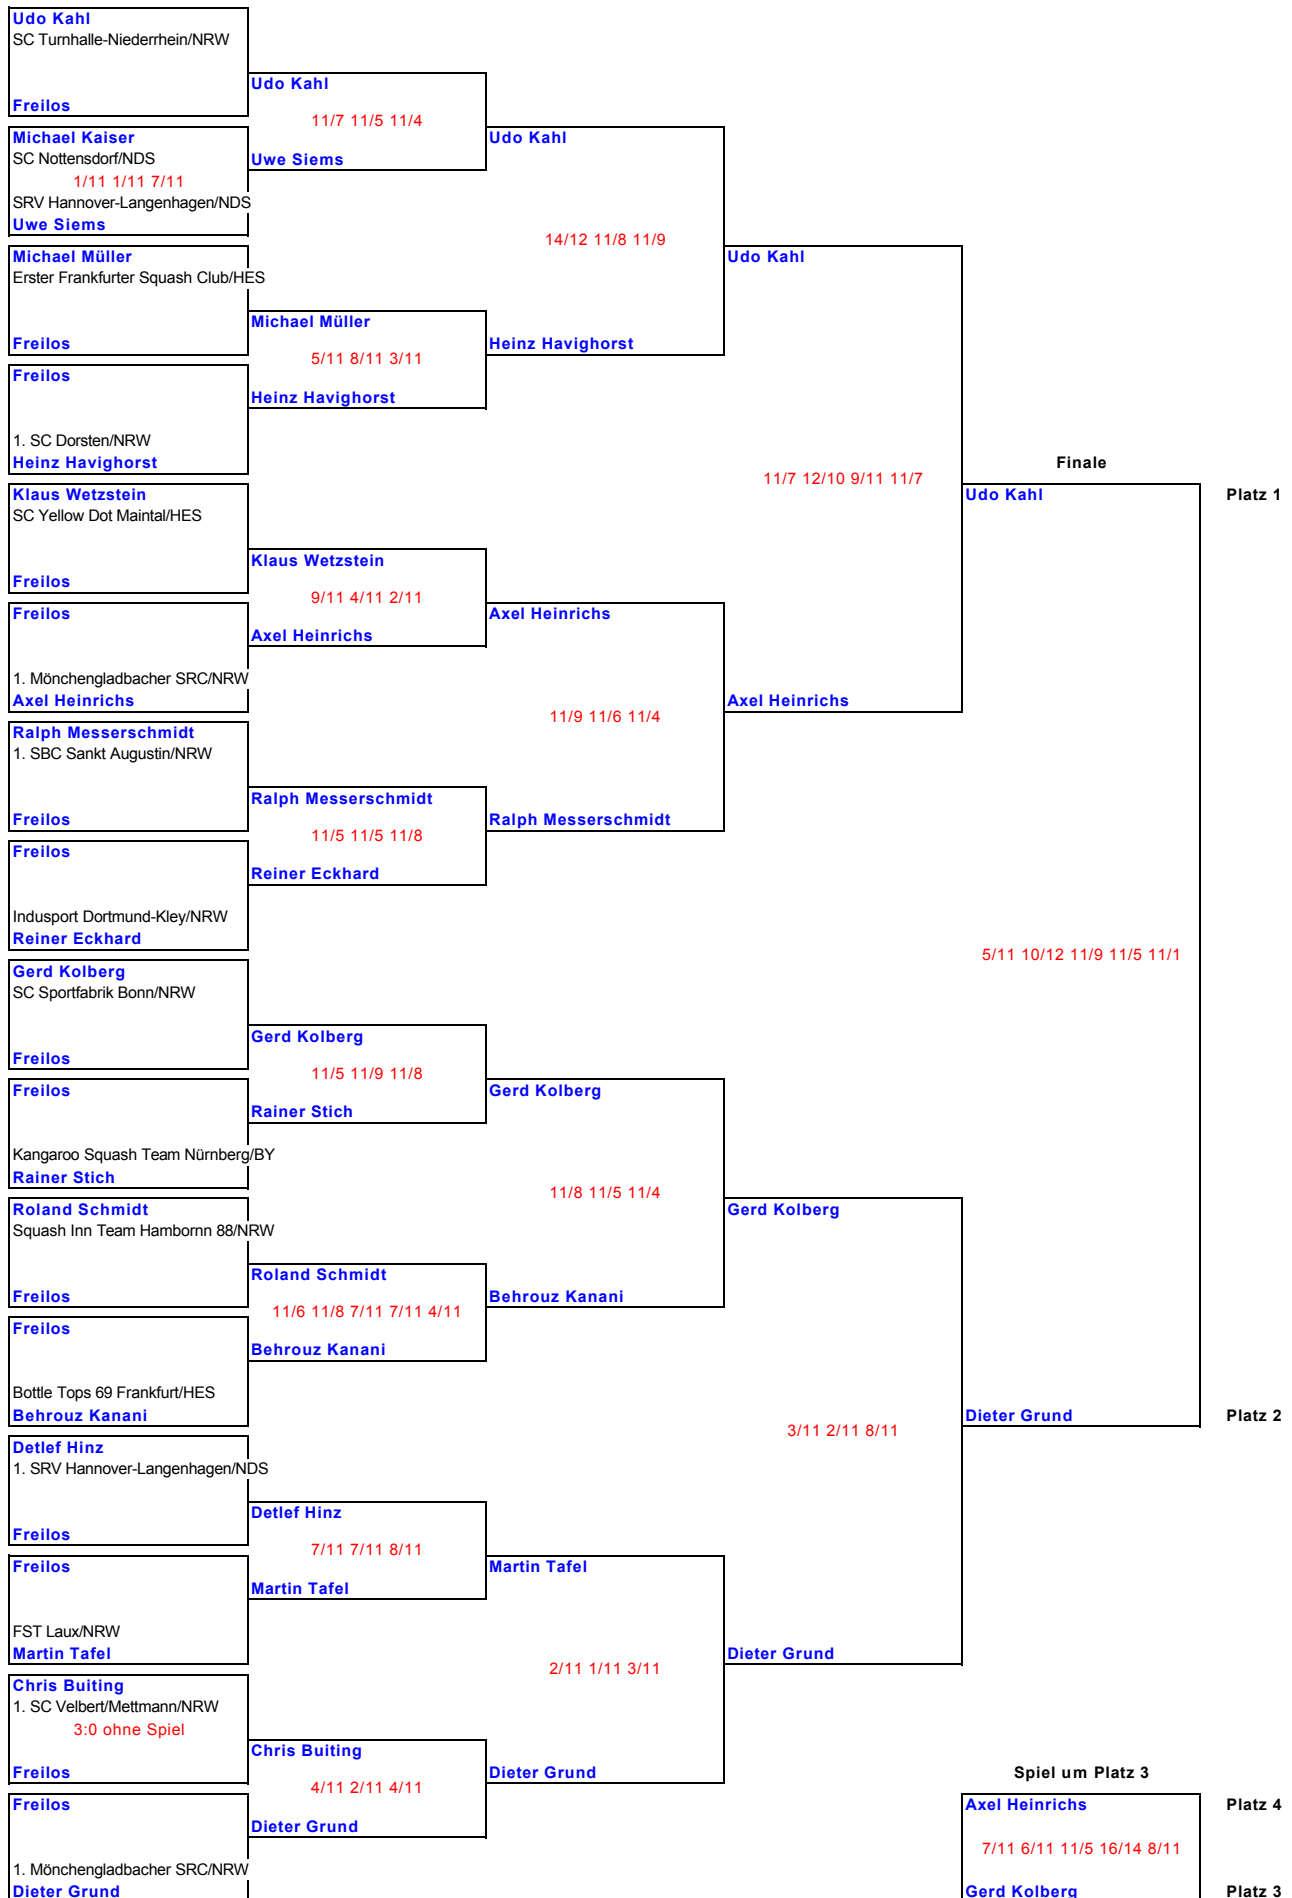 Udo Kahl
SC Turnhalle-Niederrhein/NRW
Udo Kahl
Freilos
11/7 11/5 11/4
Michael Kaiser
Udo Kahl
SC Nottensdorf/NDS
Uwe Siems
1/11 1/11 7/11
SRV Hannover-Langenhagen/NDS
Uwe Siems
14/12 11/8 11/9
Michael Müller
Udo Kahl
Erster Frankfurter Squash Club/HES
Michael Müller
Freilos
Heinz Havighorst
5/11 8/11 3/11
Freilos
Heinz Havighorst
1. SC Dorsten/NRW
Heinz Havighorst
Finale
11/7 12/10 9/11 11/7
Klaus Wetzstein
Udo Kahl
Platz 1
SC Yellow Dot Maintal/HES
Klaus Wetzstein
Freilos
9/11 4/11 2/11
Freilos
Axel Heinrichs
Axel Heinrichs
1. Mönchengladbacher SRC/NRW
Axel Heinrichs
Axel Heinrichs
11/9 11/6 11/4
Ralph Messerschmidt
1. SBC Sankt Augustin/NRW
Ralph Messerschmidt
Freilos
Ralph Messerschmidt
11/5 11/5 11/8
Freilos
Reiner Eckhard
Indusport Dortmund-Kley/NRW
Reiner Eckhard
5/11 10/12 11/9 11/5 11/1
Gerd Kolberg
SC Sportfabrik Bonn/NRW
Gerd Kolberg
Freilos
11/5 11/9 11/8
Freilos
Gerd Kolberg
Rainer Stich
Kangaroo Squash Team Nürnberg/BY
Rainer Stich
11/8 11/5 11/4
Roland Schmidt
Gerd Kolberg
Squash Inn Team Hambornn 88/NRW
Roland Schmidt
Freilos
Behrouz Kanani
11/6 11/8 7/11 7/11 4/11
Freilos
Behrouz Kanani
Bottle Tops 69 Frankfurt/HES
Behrouz Kanani
Dieter Grund
Platz 2
3/11 2/11 8/11
Detlef Hinz
1. SRV Hannover-Langenhagen/NDS
Detlef Hinz
Freilos
7/11 7/11 8/11
Freilos
Martin Tafel
Martin Tafel
FST Laux/NRW
Martin Tafel
Dieter Grund
2/11 1/11 3/11
Chris Buiting
1. SC Velbert/Mettmann/NRW
3:0 ohne Spiel
Chris Buiting
Freilos
Dieter Grund
Spiel um Platz 3
4/11 2/11 4/11
Freilos
Axel Heinrichs
Platz 4
Dieter Grund
7/11 6/11 11/5 16/14 8/11
1. Mönchengladbacher SRC/NRW
Dieter Grund
Gerd Kolberg
Platz 3